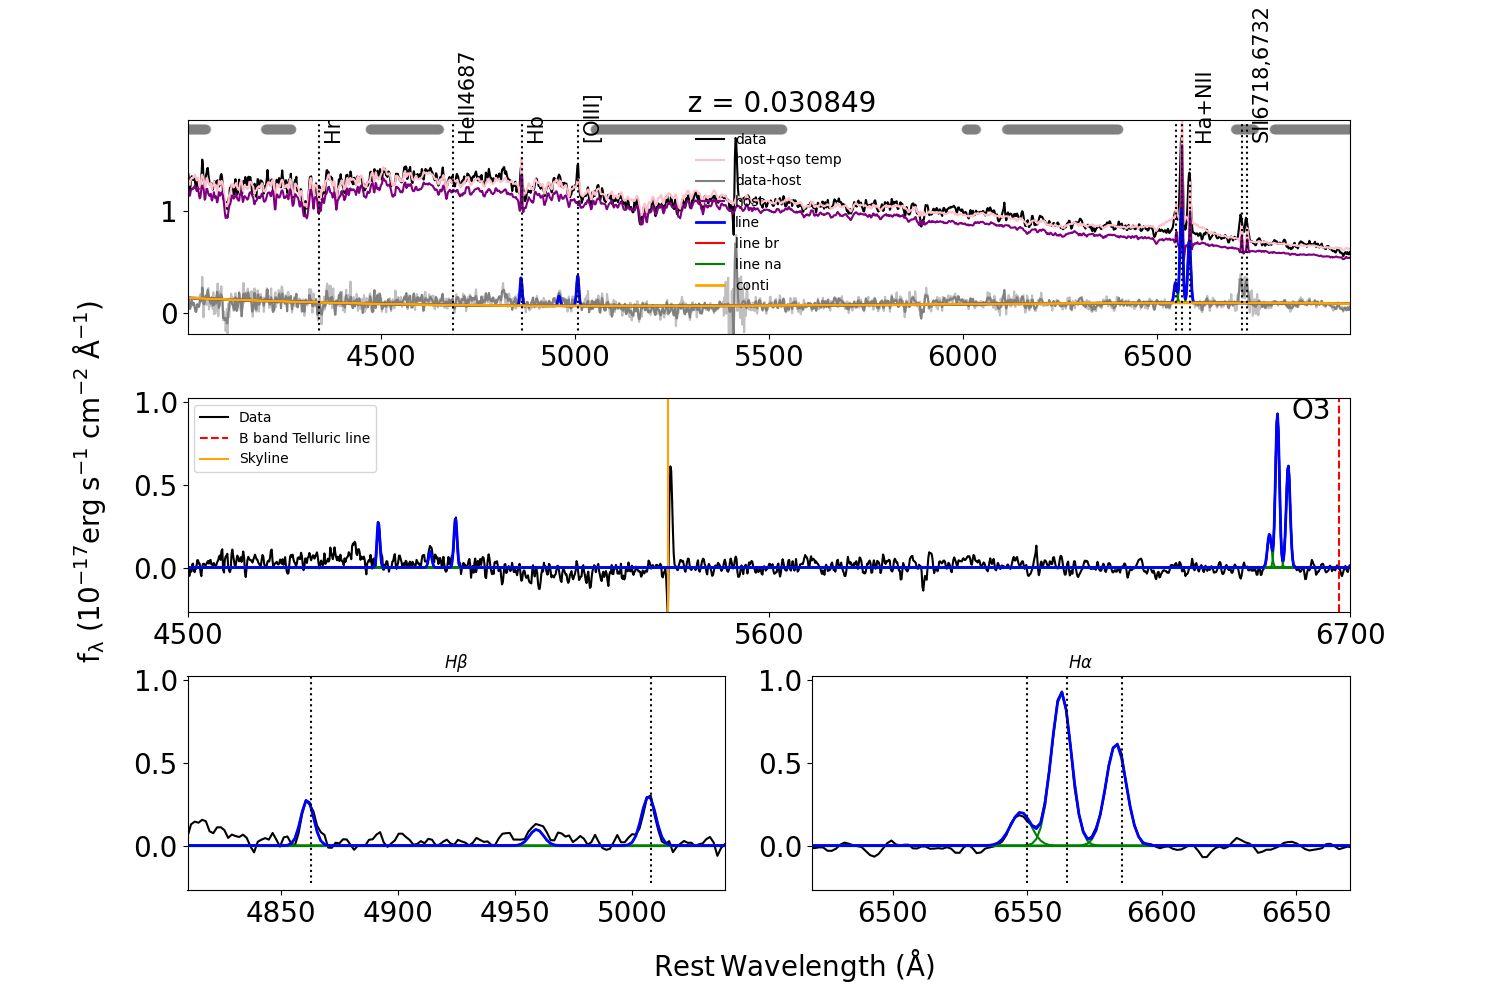 z = 0.030849
Hr
HeII4687
Hb
[OIII]
Ha+NII
SII6718,6732
data
host+qso temp
data-host
host
line
line br
line na
conti
1
0
4500
5000
5500
6000
6500
fλ (10⁻¹⁷erg s⁻¹ cm⁻² Å⁻¹)
Data
B band Telluric line
Skyline
O3
1.0
0.5
0.0
4500
5600
6700
Hβ
1.0
0.5
0.0
4850
4900
4950
5000
Hα
1.0
0.5
0.0
6500
6550
6600
6650
Rest Wavelength (Å)